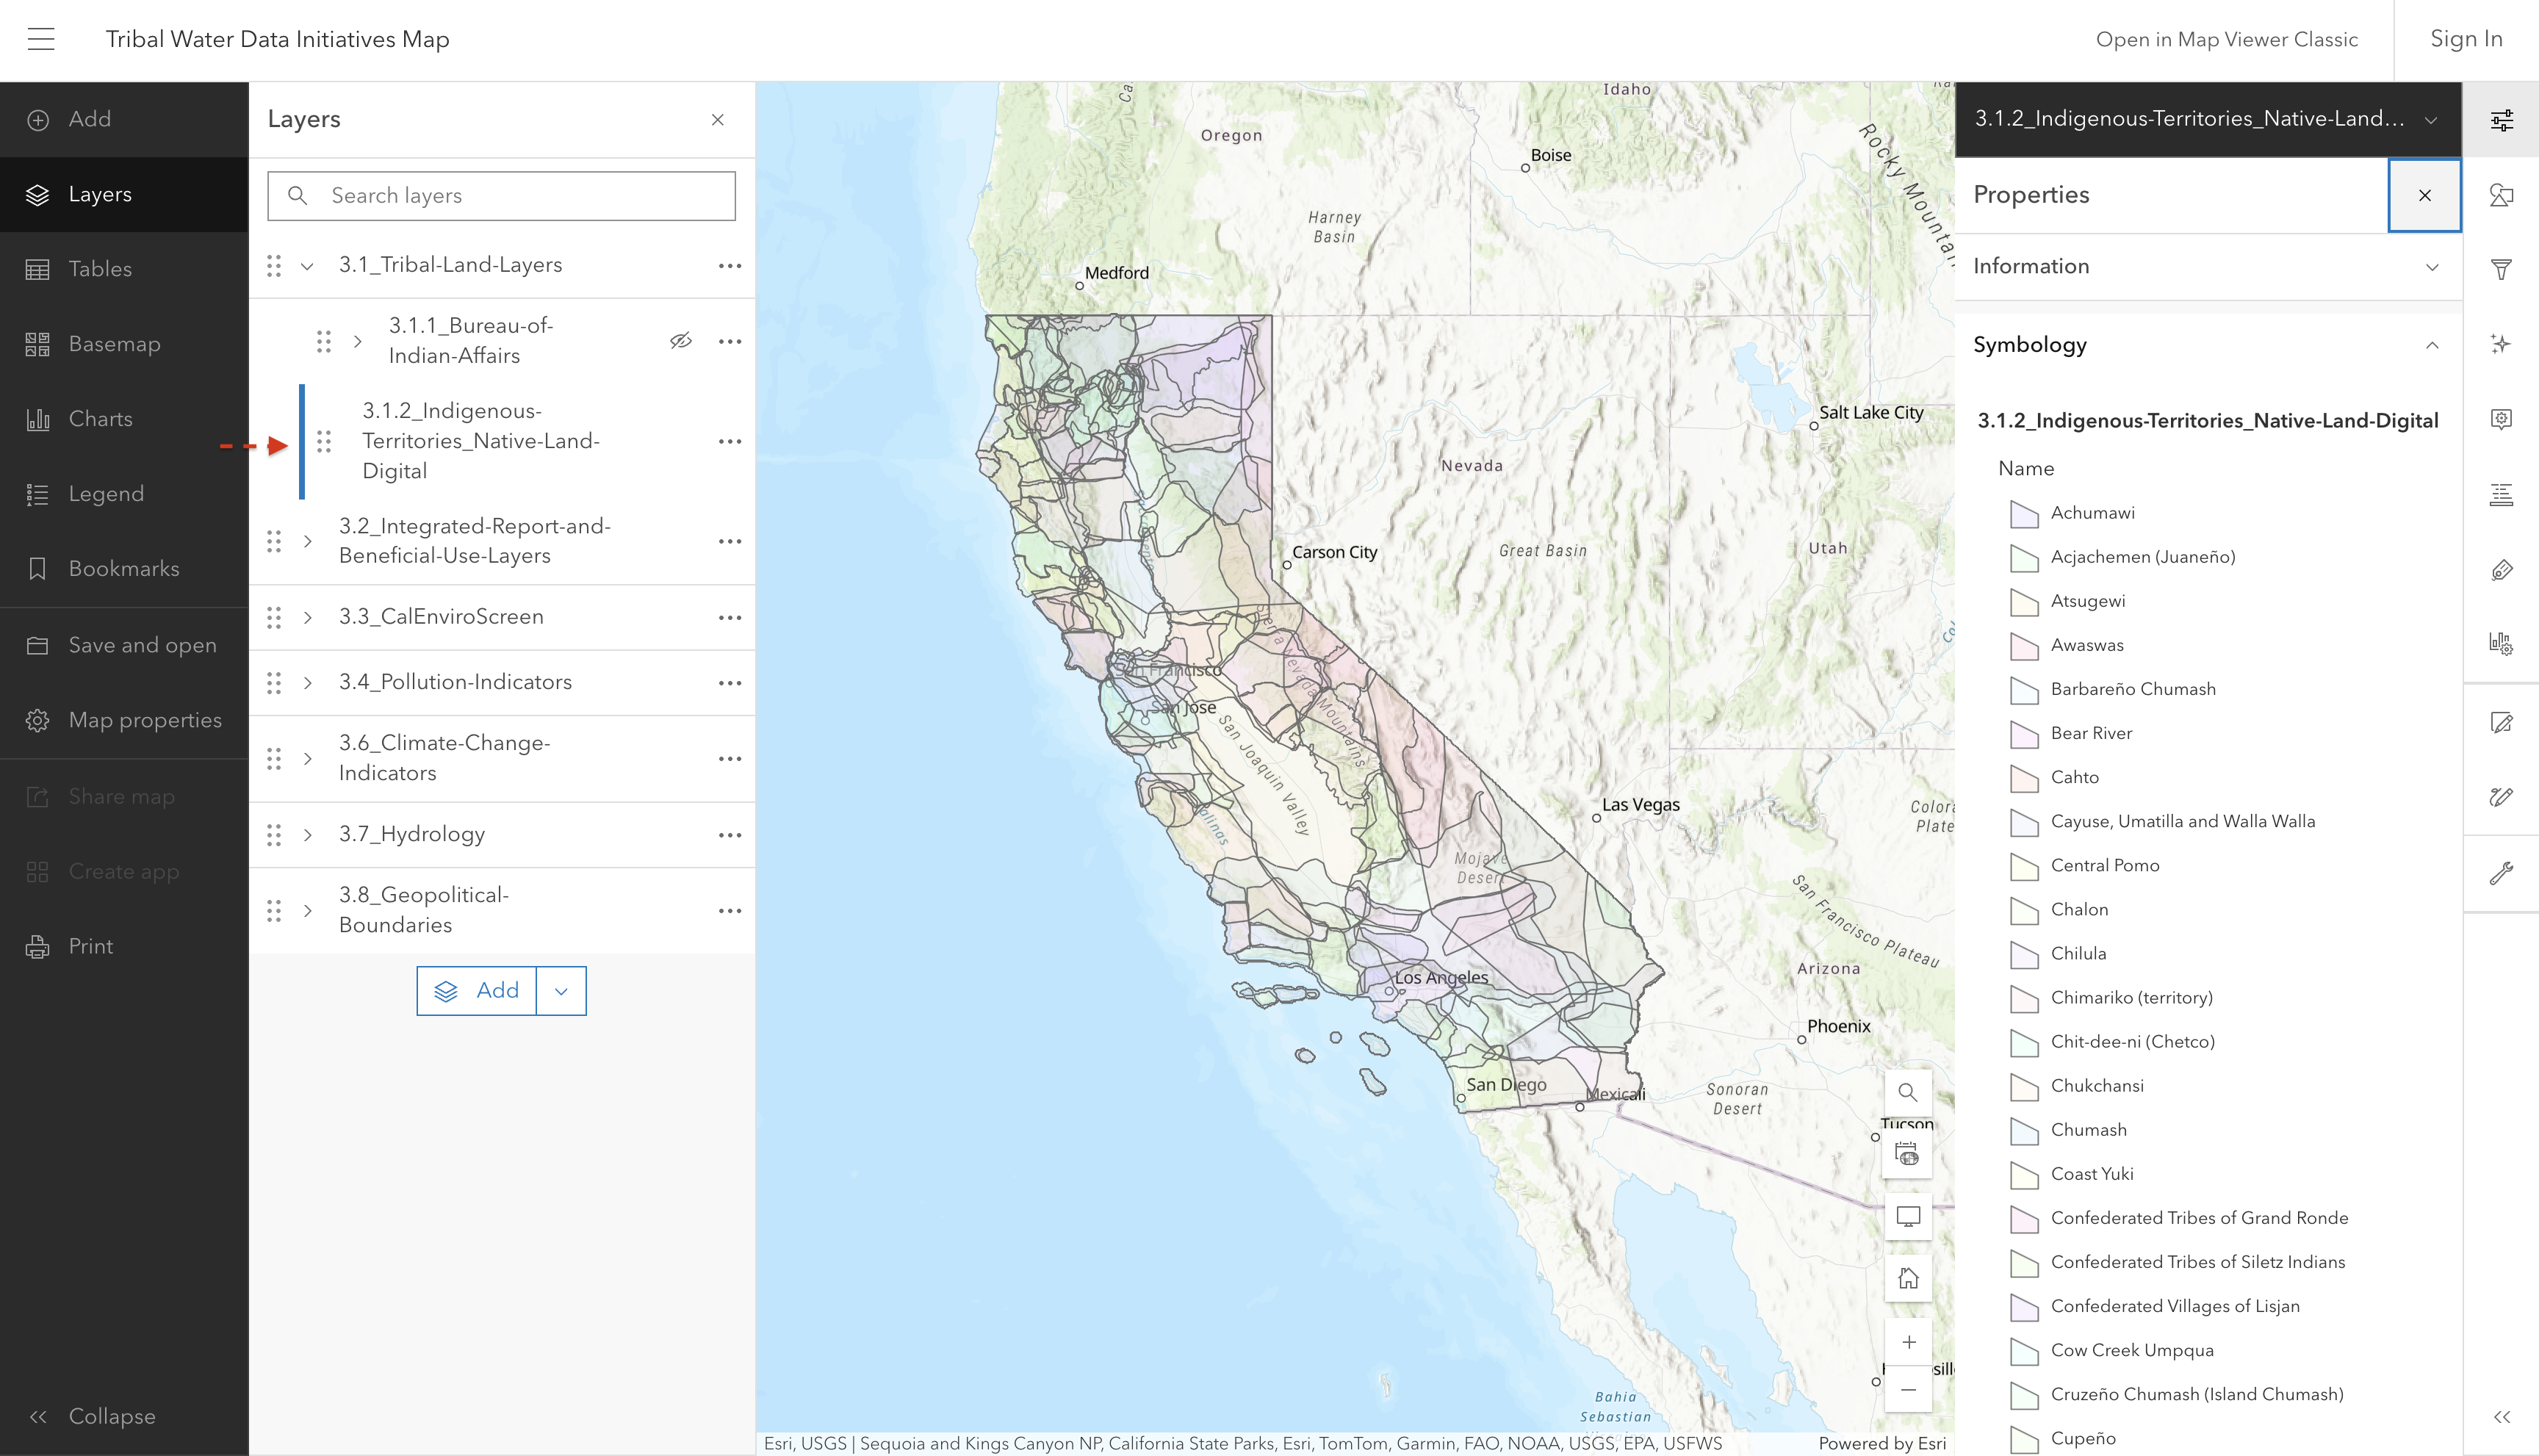 Tribal Water Data Initiatives Map
Open in Map Viewer Classic
Sign In
Add
Layers
Tables
Basemap
Charts
Legend
Bookmarks
Save and open
Map properties
Share map
Create app
Print
Collapse
Layers
Search layers
3.1_Tribal-Land-Layers
3.1.1_Bureau-of-
Indian-Affairs
3.1.2_Indigenous-
Territories_Native-Land-
Digital
3.2_Integrated-Report-and-
Beneficial-Use-Layers
3.3_CalEnviroScreen
3.4_Pollution-Indicators
3.6_Climate-Change-
Indicators
3.7_Hydrology
3.8_Geopolitical-
Boundaries
Add
Idaho
Oregon
Boise
Rocky Mountain
Harney
Basin
Medford
Salt Lake City
Nevada
Carson City
Great Basin
Utah
Sierra Nevada
Mountains
San Francisco
San Jose
San Joaquin Valley
Salinas
Las Vegas
Colora
Plate
Mojave
Desert
San Francisco Plateau
Arizona
Los Angeles
Phoenix
San Diego
Mexicali
Sonoran
Desert
Tucson
Bahia
Sebastian
Esri, USGS | Sequoia and Kings Canyon NP, California State Parks, Esri, TomTom, Garmin, FAO, NOAA, USGS, EPA, USFWS
Powered by Esri
3.1.2_Indigenous-Territories_Native-Land...
Properties
Information
Symbology
3.1.2_Indigenous-Territories_Native-Land-Digital
Name
Achumawi
Acjachemen (Juaneño)
Atsugewi
Awaswas
Barbareño Chumash
Bear River
Cahto
Cayuse, Umatilla and Walla Walla
Central Pomo
Chalon
Chilula
Chimariko (territory)
Chit-dee-ni (Chetco)
Chukchansi
Chumash
Coast Yuki
Confederated Tribes of Grand Ronde
Confederated Tribes of Siletz Indians
Confederated Villages of Lisjan
Cow Creek Umpqua
Cruzeño Chumash (Island Chumash)
Cupeño